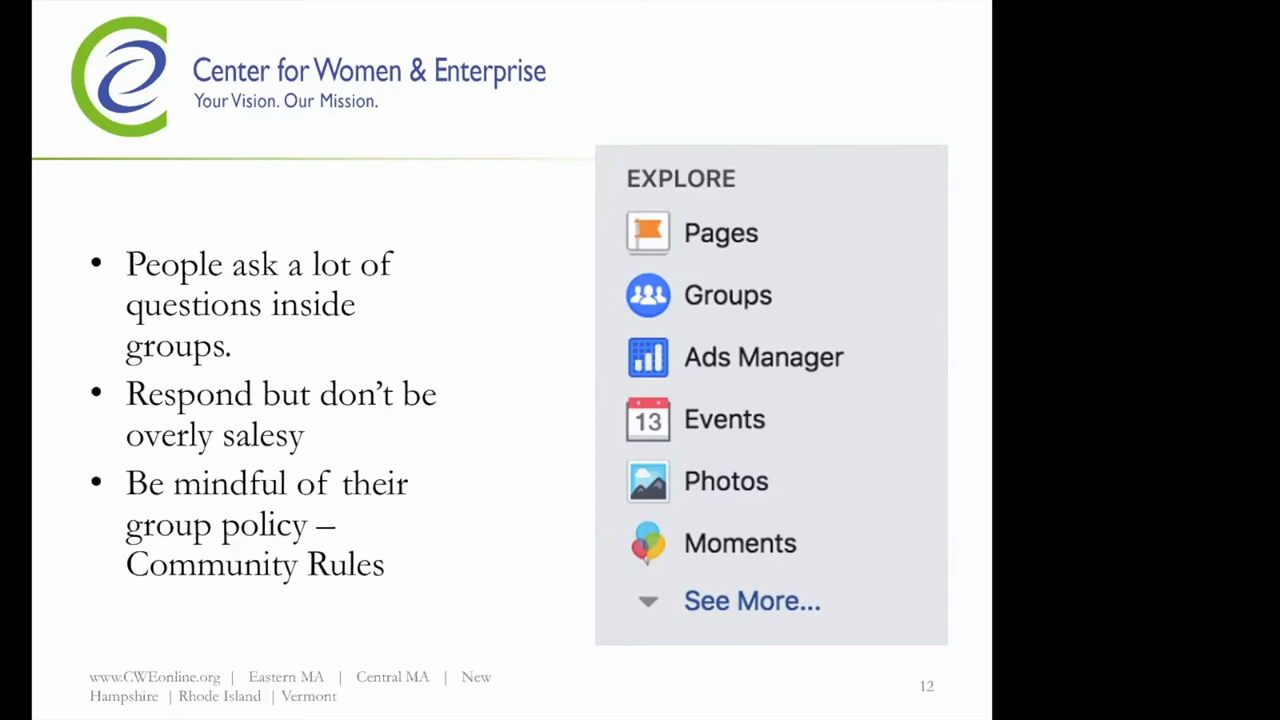 Center for Women & Enterprise
Your Vision. Our Mission.
• People ask a lot of
questions inside
groups.
• Respond but don’t be
overly salesy
• Be mindful of their
group policy –
Community Rules
EXPLORE
Pages
Groups
Ads Manager
13 Events
Photos
Moments
See More...
www.CWEonline.org | Eastern MA | Central MA | New
Hampshire | Rhode Island | Vermont
12